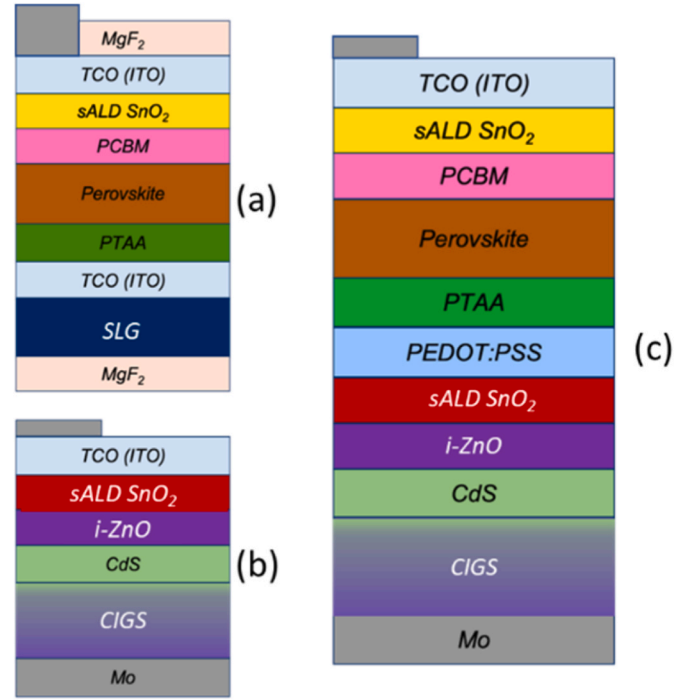 MgF₂
TCO (ITO)
sALD SnO₂
PCBM
Perovskite
PTAA
TCO (ITO)
SLG
MgF₂
(a)
TCO (ITO)
sALD SnO₂
i-ZnO
CdS
CIGS
Mo
(b)
TCO (ITO)
sALD SnO₂
PCBM
Perovskite
PTAA
PEDOT:PSS
sALD SnO₂
i-ZnO
CdS
CIGS
Mo
(c)